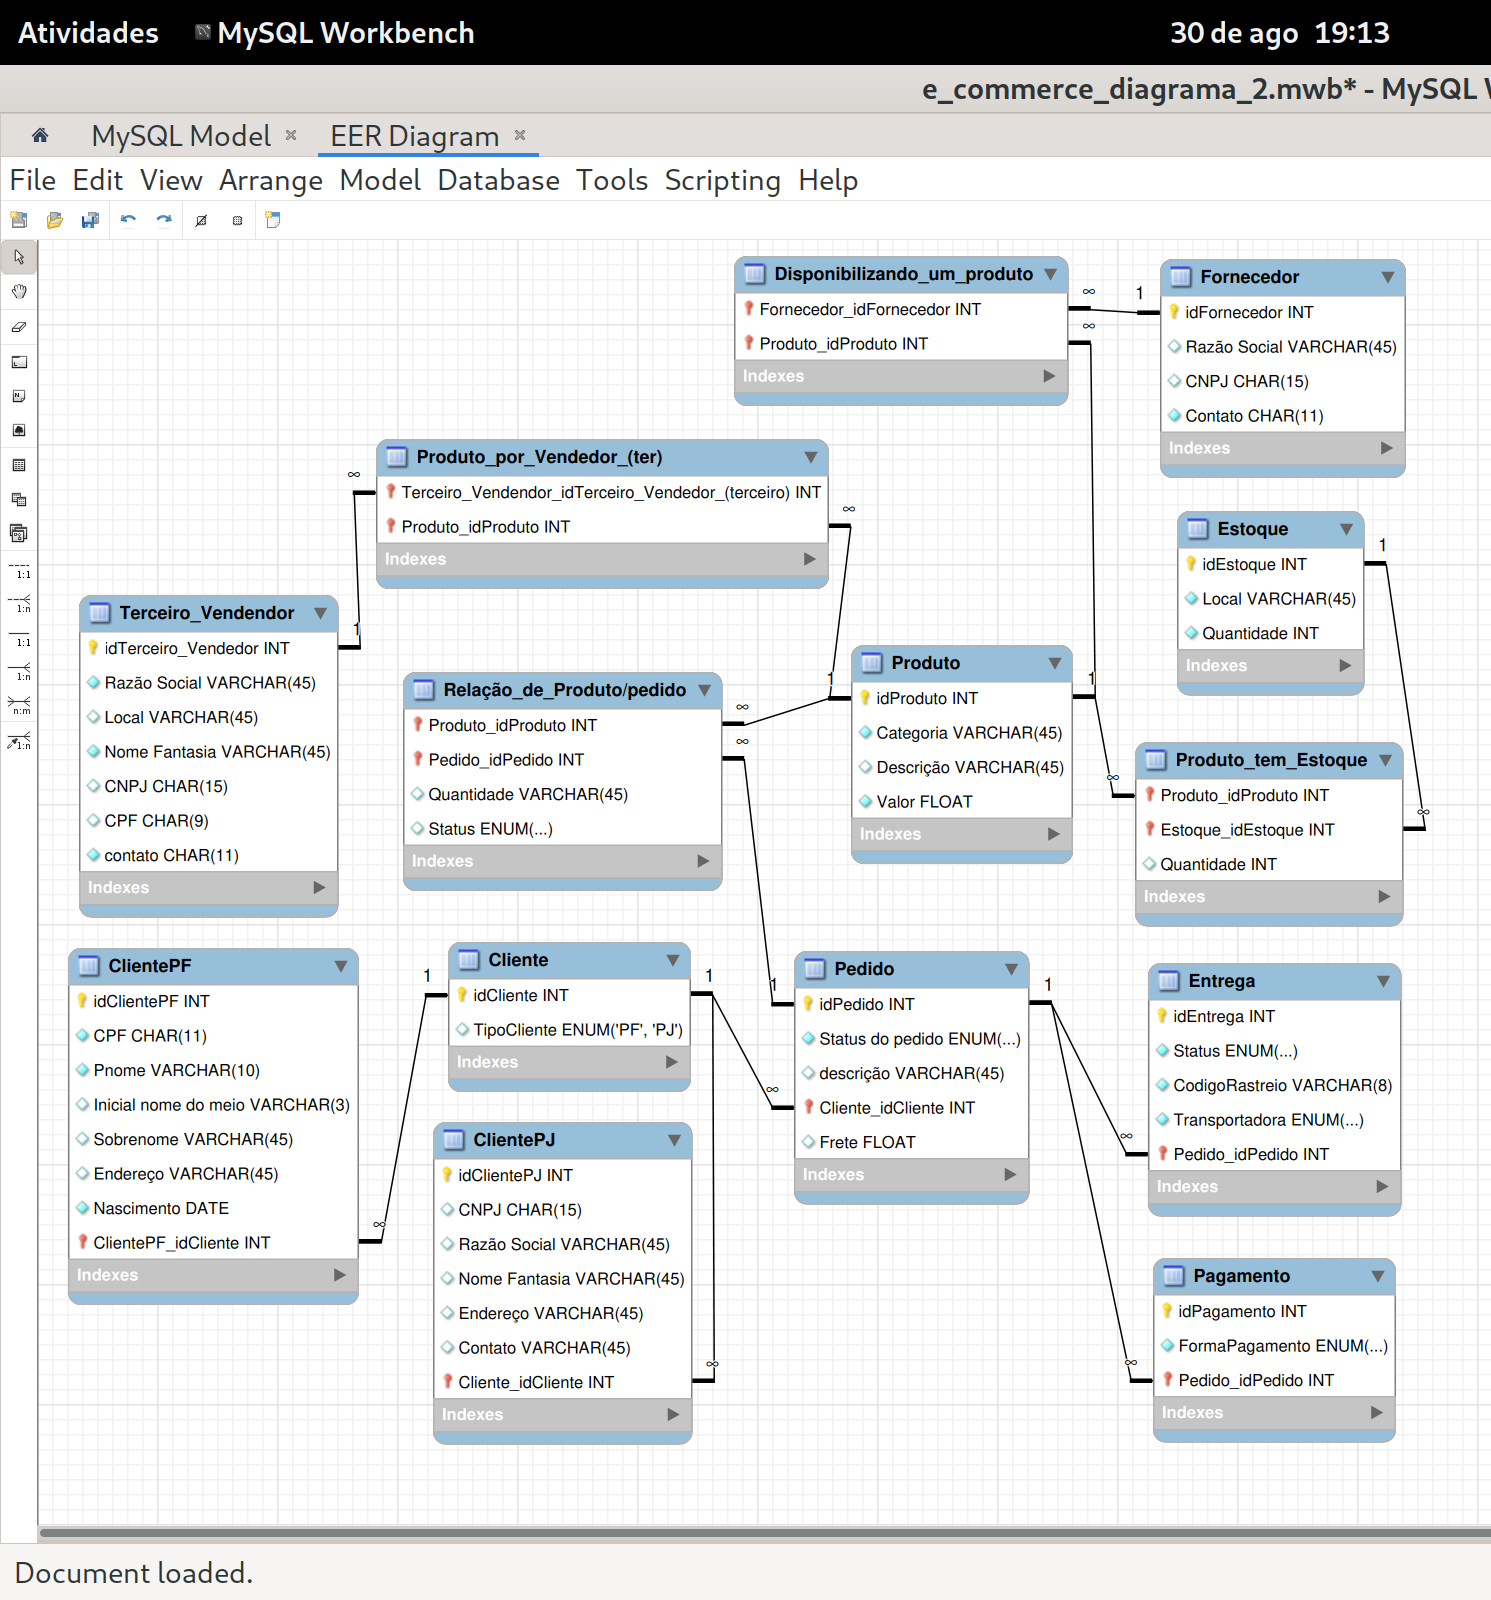 Atividades MySQL Workbench 30 de ago 19:13
e_commerce_diagrama_2.mwb* - MySQL W
MySQL Model EER Diagram
File Edit View Arrange Model Database Tools Scripting Help
1:1
1:n
1:1
1:n
n:m
1:n
Disponibilizando_um_produto
Fornecedor_idFornecedor INT
Produto_idProduto INT
Indexes
∞
1
∞
Fornecedor
idFornecedor INT
Razão Social VARCHAR(45)
CNPJ CHAR(15)
Contato CHAR(11)
Indexes
Produto_por_Vendedor_(ter)
Terceiro_Vendendor_idTerceiro_Vendedor_(terceiro) INT
Produto_idProduto INT
Indexes
∞
∞
Estoque
idEstoque INT
Local VARCHAR(45)
Quantidade INT
Indexes
1
Terceiro_Vendendor
idTerceiro_Vendedor INT
Razão Social VARCHAR(45)
Local VARCHAR(45)
Nome Fantasia VARCHAR(45)
CNPJ CHAR(15)
CPF CHAR(9)
contato CHAR(11)
Indexes
1
Relação_de_Produto/pedido
Produto_idProduto INT
Pedido_idPedido INT
Quantidade VARCHAR(45)
Status ENUM(...)
Indexes
∞
∞
1
Produto
idProduto INT
Categoria VARCHAR(45)
Descrição VARCHAR(45)
Valor FLOAT
Indexes
1
Produto_tem_Estoque
Produto_idProduto INT
Estoque_idEstoque INT
Quantidade INT
Indexes
∞
∞
ClientePF
idClientePF INT
CPF CHAR(11)
Pnome VARCHAR(10)
Inicial nome do meio VARCHAR(3)
Sobrenome VARCHAR(45)
Endereço VARCHAR(45)
Nascimento DATE
ClientePF_idCliente INT
Indexes
∞
1
Cliente
idCliente INT
TipoCliente ENUM('PF', 'PJ')
Indexes
1
ClientePJ
idClientePJ INT
CNPJ CHAR(15)
Razão Social VARCHAR(45)
Nome Fantasia VARCHAR(45)
Endereço VARCHAR(45)
Contato VARCHAR(45)
Cliente_idCliente INT
Indexes
∞
1
∞
Pedido
idPedido INT
Status do pedido ENUM(...)
descrição VARCHAR(45)
Cliente_idCliente INT
Frete FLOAT
Indexes
1
Entrega
idEntrega INT
Status ENUM(...)
CodigoRastreio VARCHAR(8)
Transportadora ENUM(...)
Pedido_idPedido INT
Indexes
∞
Pagamento
idPagamento INT
FormaPagamento ENUM(...)
Pedido_idPedido INT
Indexes
∞
Document loaded.